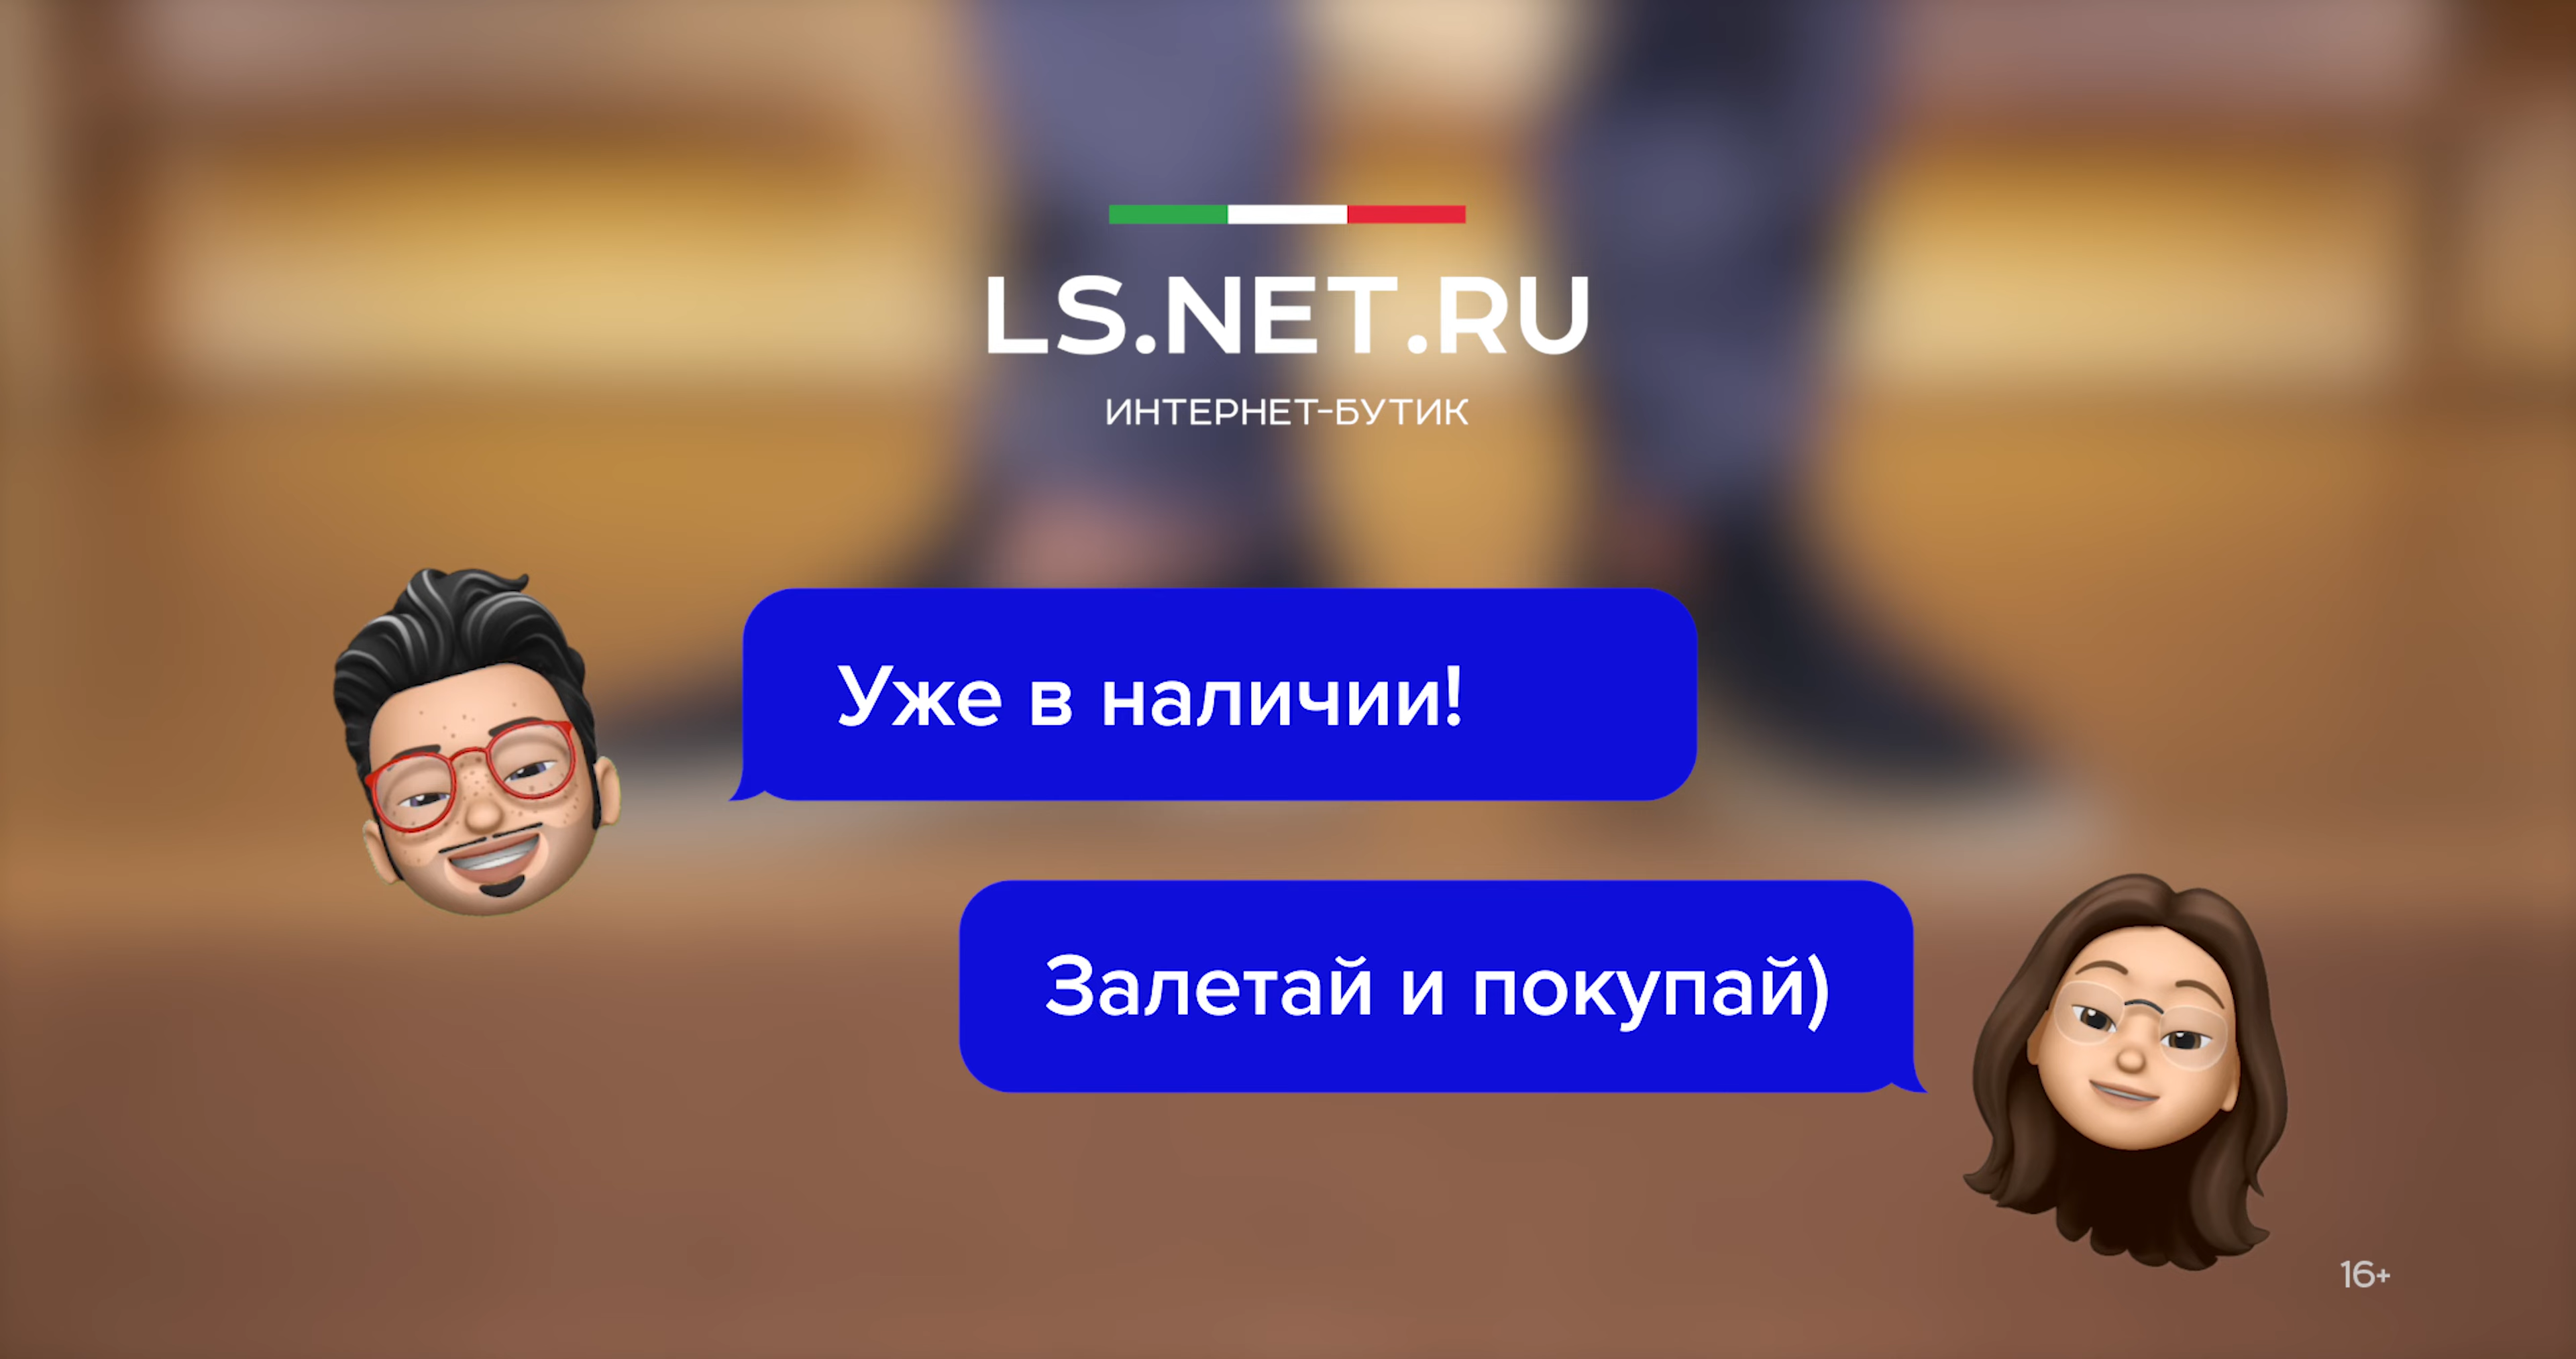 LS.NET.RU
ИНТЕРНЕТ-БУТИК
Уже в наличии!
Залетай и покупай)
16+